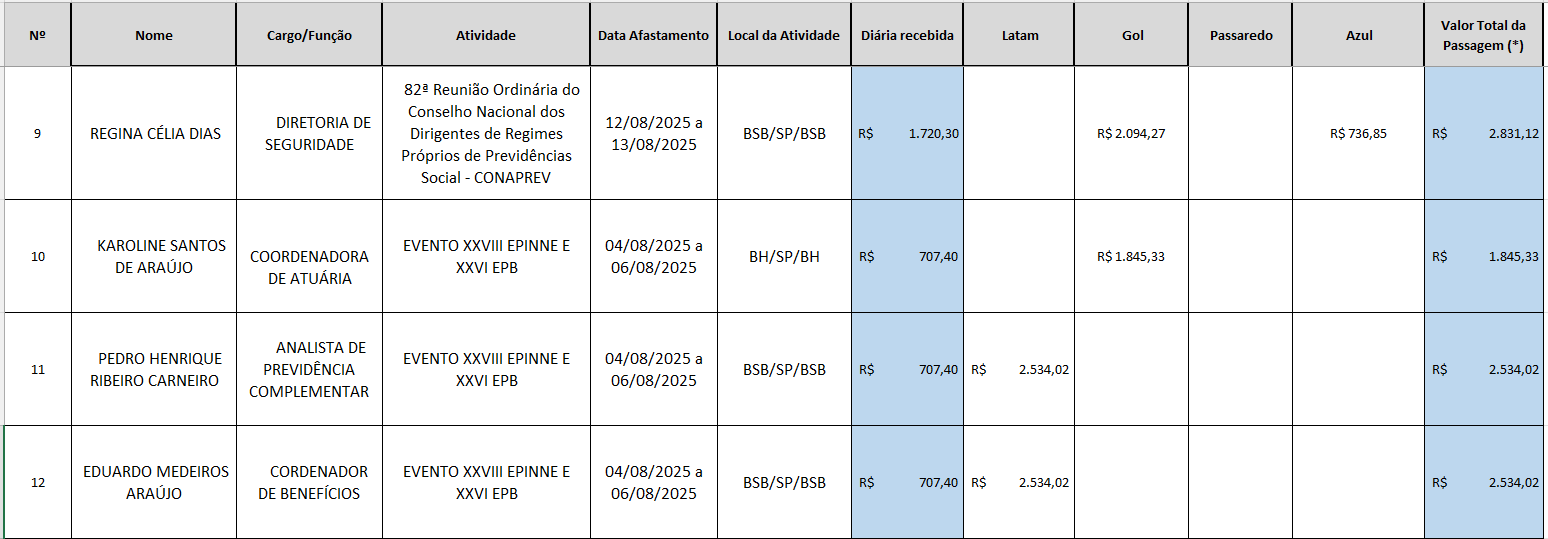 Nº Nome Cargo/Função Atividade Data Afastamento Local da Atividade Diária recebida Latam Gol Passaredo Azul Valor Total da
Passagem (*)
9 REGINA CÉLIA DIAS DIRETORIA DE
SEGURIDADE 82ª Reunião Ordinária do
Conselho Nacional dos
Dirigentes de Regimes
Próprios de Previdências
Social - CONAPREV 12/08/2025 a
13/08/2025 BSB/SP/BSB R$ 1.720,30 R$ 2.094,27 R$ 736,85 R$ 2.831,12
10 KAROLINE SANTOS
DE ARAÚJO COORDENADORA
DE ATUÁRIA EVENTO XXVIII EPINNE E
XXVI EPB 04/08/2025 a
06/08/2025 BH/SP/BH R$ 707,40 R$ 1.845,33 R$ 1.845,33
11 PEDRO HENRIQUE
RIBEIRO CARNEIRO ANALISTA DE
PREVIDÊNCIA
COMPLEMENTAR EVENTO XXVIII EPINNE E
XXVI EPB 04/08/2025 a
06/08/2025 BSB/SP/BSB R$ 707,40 R$ 2.534,02 R$ 2.534,02
12 EDUARDO MEDEIROS
ARAÚJO CORDENADOR
DE BENEFÍCIOS EVENTO XXVIII EPINNE E
XXVI EPB 04/08/2025 a
06/08/2025 BSB/SP/BSB R$ 707,40 R$ 2.534,02 R$ 2.534,02